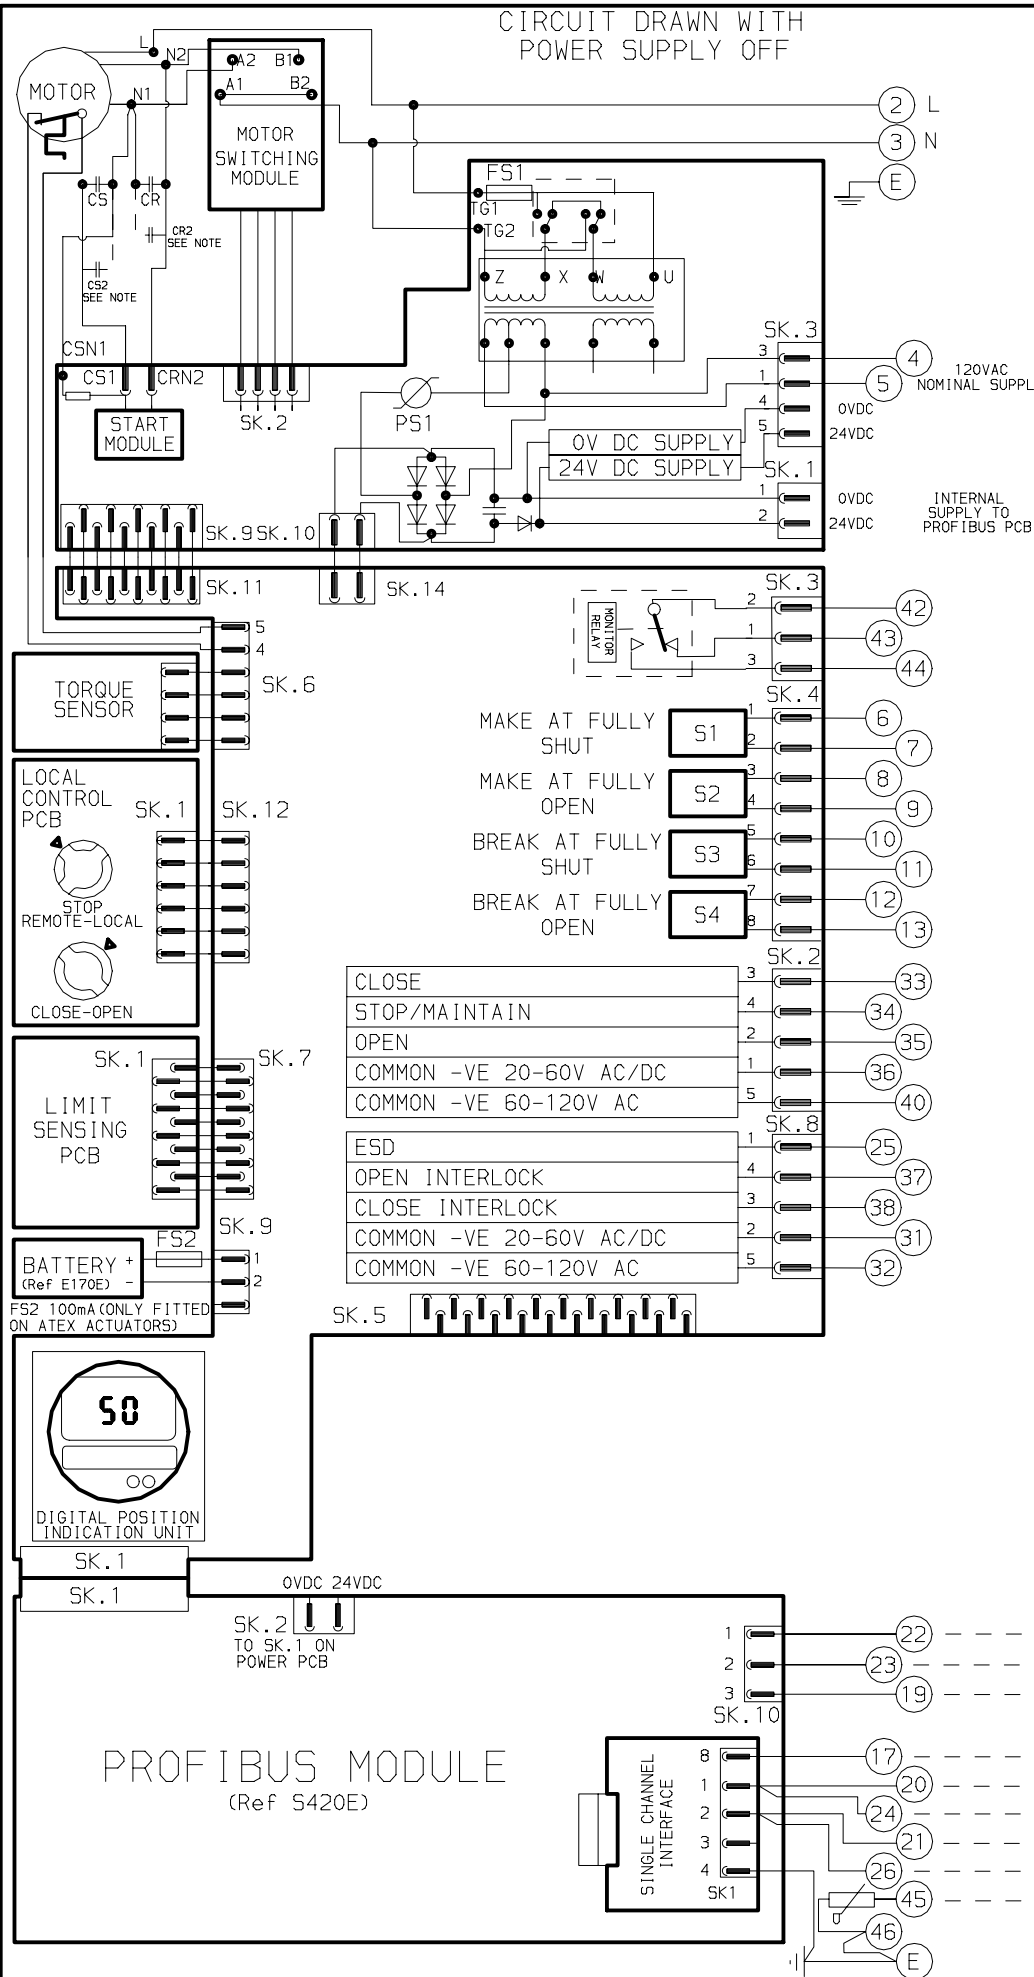 CIRCUIT DRAWN WITH
POWER SUPPLY OFF
L
N2
A2 B1
MOTOR
N1
A1 B2
2 L
MOTOR
SWITCHING
MODULE
3 N
FS1
E
CS CR
TG1
TG2
CR2
SEE NOTE
CS2
SEE NOTE
Z X W U
SK.3
CSN1
3 4
120VAC
NOMINAL SUPPL
CS1 CRN2
1 5
START
MODULE
SK.2
PS1
4 0VDC
5 24VDC
0V DC SUPPLY
24V DC SUPPLY
SK.1
1 0VDC
2 24VDC
INTERNAL
SUPPLY TO
PROFIBUS PCB
SK.9 SK.10
SK.11
SK.14
SK.3
MONITOR
RELAY
2 42
1 43
3 44
5
4
SK.6
TORQUE
SENSOR
SK.4
MAKE AT FULLY
SHUT
S1
1 6
2 7
MAKE AT FULLY
OPEN
S2
3 8
4 9
BREAK AT FULLY
SHUT
S3
5 10
6 11
BREAK AT FULLY
OPEN
S4
7 12
8 13
LOCAL
CONTROL
PCB
SK.1 SK.12
STOP
REMOTE-LOCAL
CLOSE-OPEN
SK.2
CLOSE 3 33
STOP/MAINTAIN 4 34
OPEN 2 35
COMMON -VE 20-60V AC/DC 1 36
COMMON -VE 60-120V AC 5 40
SK.1 SK.7
LIMIT
SENSING
PCB
SK.8
ESD 1 25
OPEN INTERLOCK 4 37
CLOSE INTERLOCK 3 38
COMMON -VE 20-60V AC/DC 2 31
COMMON -VE 60-120V AC 5 32
SK.9
FS2
BATTERY + 1
(Ref E170E) - 2
FS2 100mA(ONLY FITTED
ON ATEX ACTUATORS)
SK.5
50
DIGITAL POSITION
INDICATION UNIT
SK.1
SK.1
0VDC 24VDC
SK.2
TO SK.1 ON
POWER PCB
1 22
2 23
3 19
SK.10
PROFIBUS MODULE
(Ref S420E)
SINGLE CHANNEL
INTERFACE
8 17
1 20
24
2 21
3
4 26
SK1
45
U
46
E